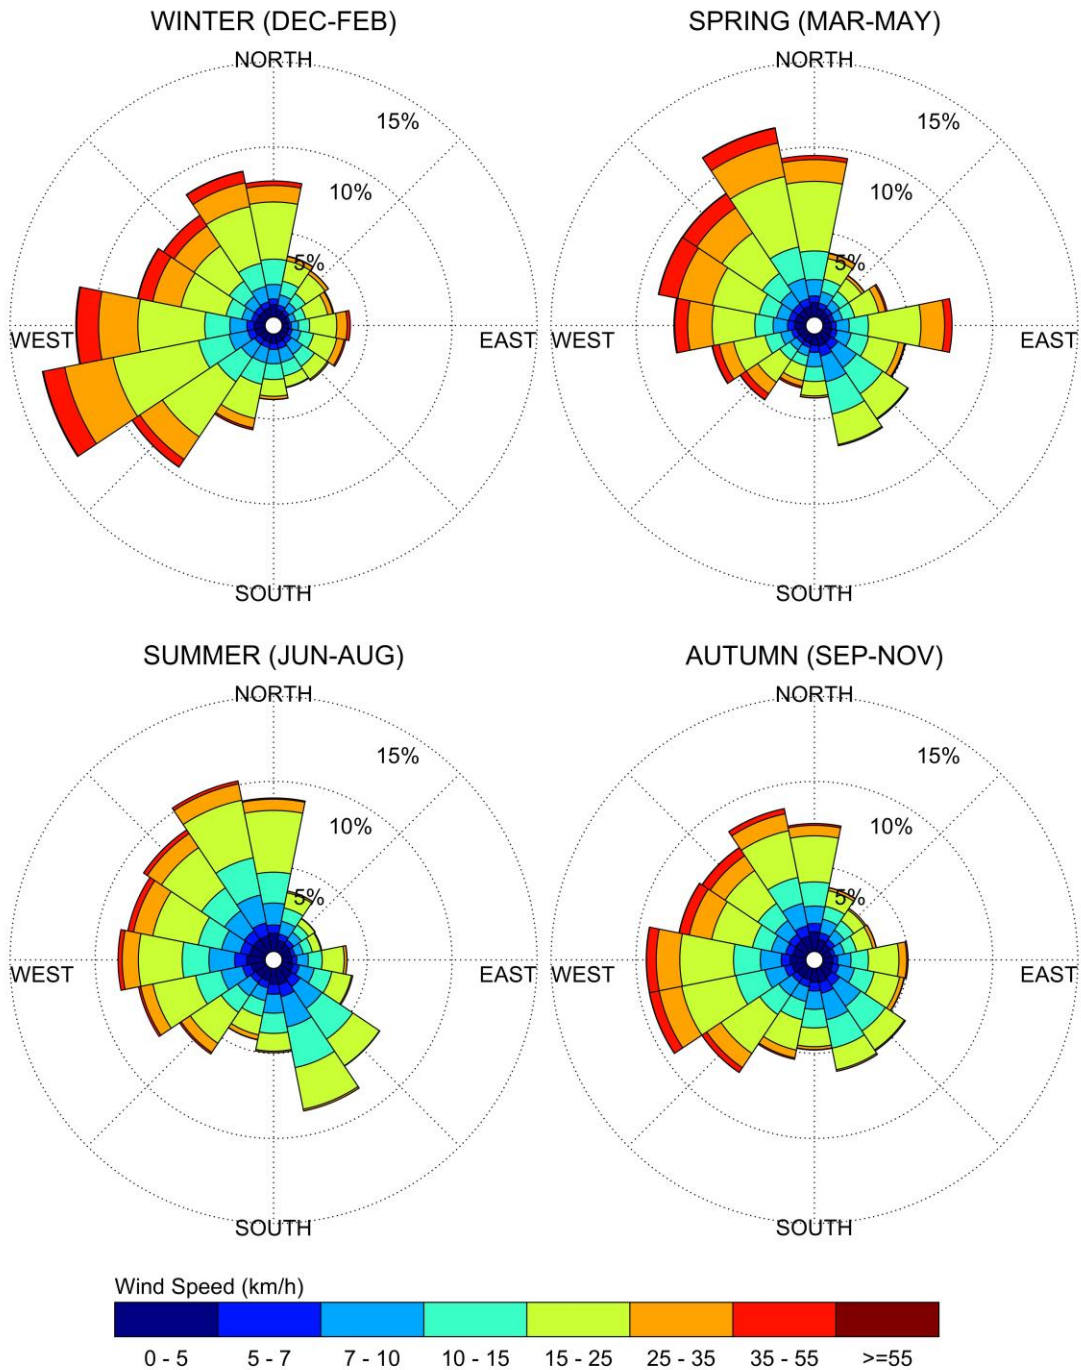 WINTER (DEC-FEB)
NORTH
15%
10%
5%
WEST
EAST
SOUTH
SPRING (MAR-MAY)
NORTH
15%
10%
5%
WEST
EAST
SOUTH
SUMMER (JUN-AUG)
NORTH
15%
10%
5%
WEST
EAST
SOUTH
AUTUMN (SEP-NOV)
NORTH
15%
10%
5%
WEST
EAST
SOUTH
Wind Speed (km/h)
0 - 5 5 - 7 7 - 10 10 - 15 15 - 25 25 - 35 35 - 55 >=55